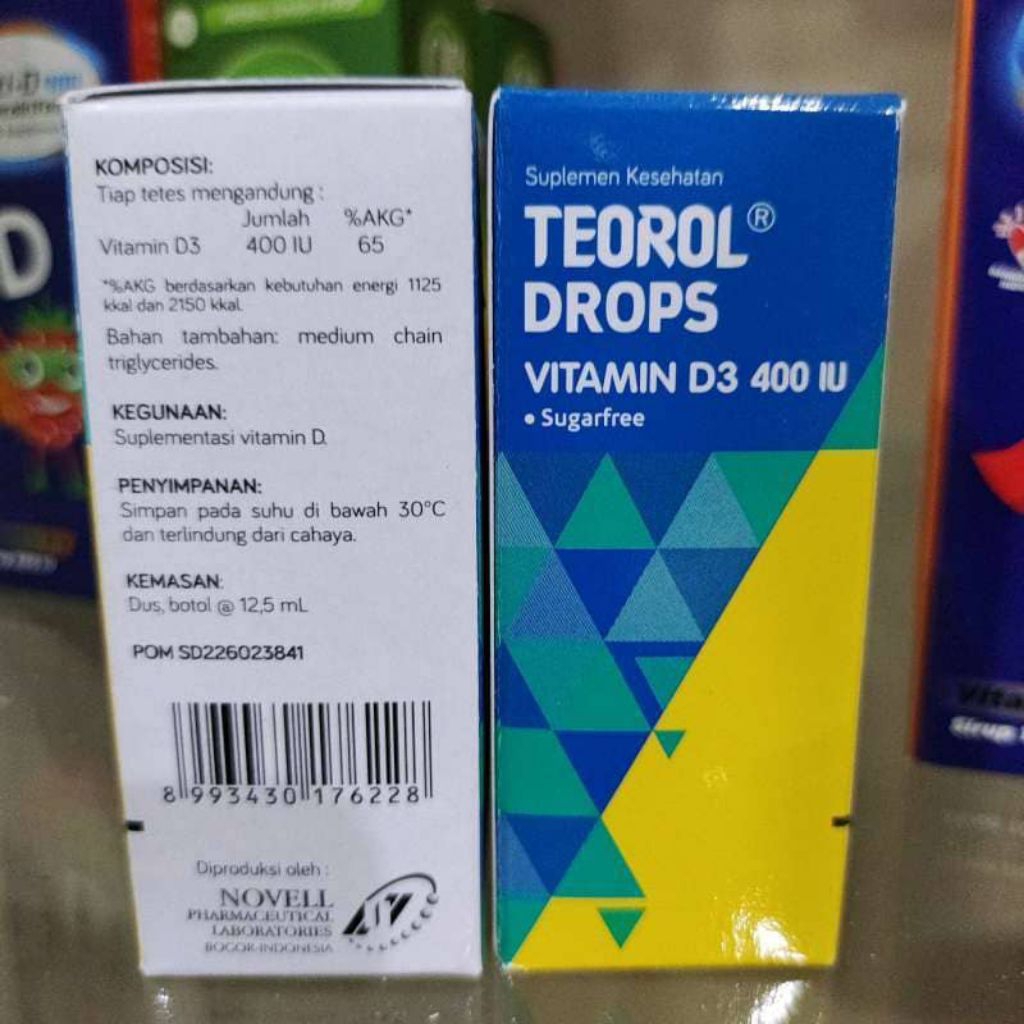 KOMPOSISI:
Tiap tetes mengandung :
Jumlah %AKG*
Vitamin D3 400 IU 65
*%AKG berdasarkan kebutuhan energi 1125
kkal dan 2150 kkal.
Bahan tambahan: medium chain
triglycerides.
KEGUNAAN:
Suplementasi vitamin D.
PENYIMPANAN:
Simpan pada suhu di bawah 30°C
dan terlindung dari cahaya.
KEMASAN:
Dus, botol @ 12,5 mL
POM SD226023841
8 993430 176228
Diproduksi oleh :
NOVELL
PHARMACEUTICAL
LABORATORIES
BOGOR-INDONESIA
Suplemen Kesehatan
TEOROL®
DROPS
VITAMIN D3 400 IU
• Sugarfree
D